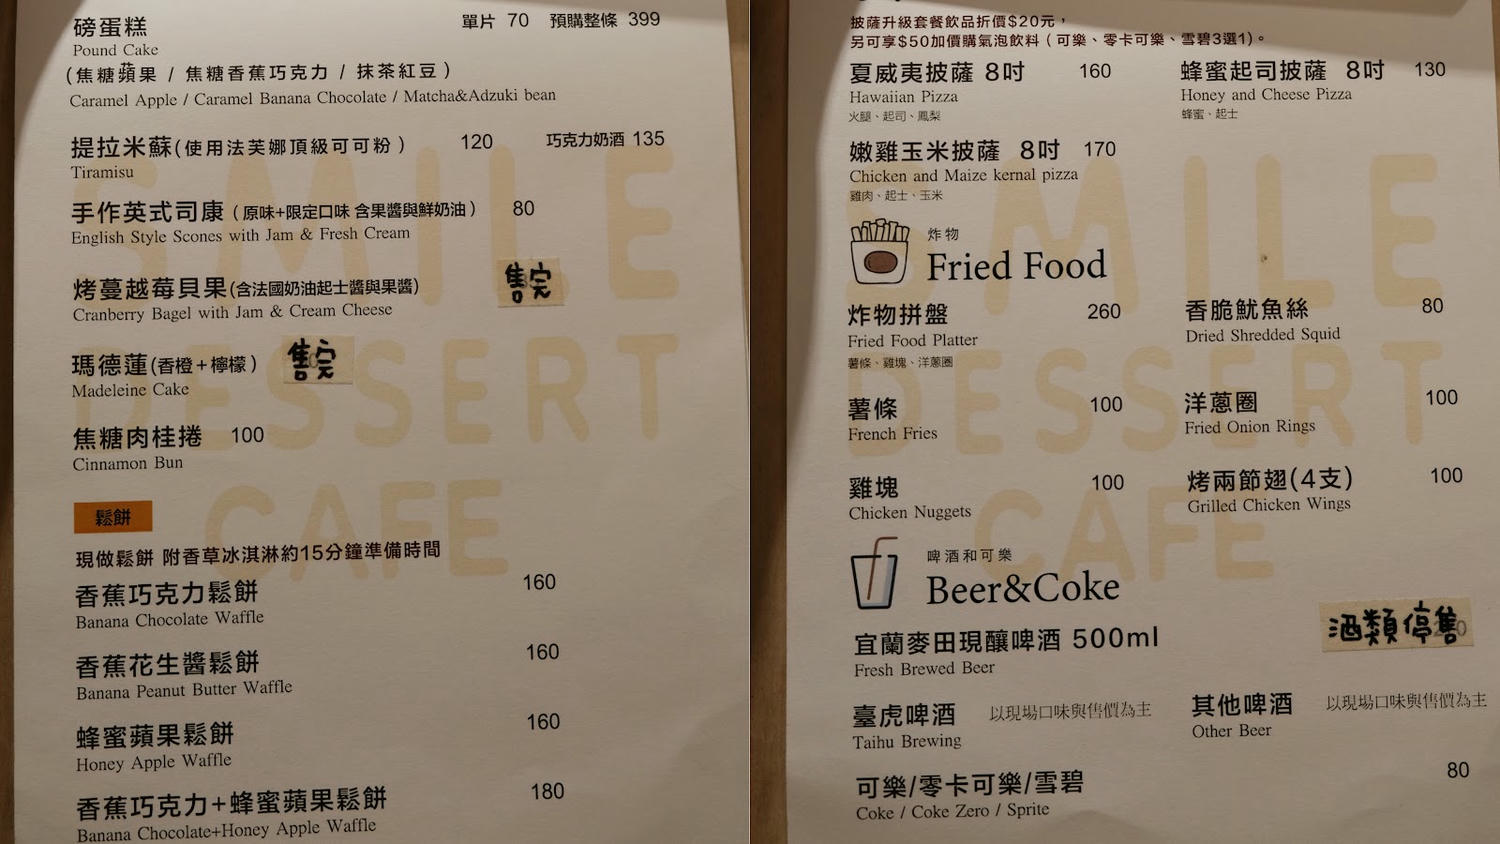 磅蛋糕 單片 70 預購整條 399
Pound Cake
(焦糖蘋果 / 焦糖香蕉巧克力 / 抹茶紅豆)
Caramel Apple / Caramel Banana Chocolate / Matcha&Adzuki bean
提拉米蘇(使用法芙娜頂級可可粉) 120 巧克力奶酒 135
Tiramisu
手作英式司康(原味+限定口味 含果醬與鮮奶油) 80
English Style Scones with Jam & Fresh Cream
烤蔓越莓貝果(含法國奶油起士醬與果醬) 售完
Cranberry Bagel with Jam & Cream Cheese
瑪德蓮(香橙+檸檬) 售完
Madeleine Cake
焦糖肉桂捲 100
Cinnamon Bun
鬆餅
現做鬆餅 附香草冰淇淋約15分鐘準備時間
香蕉巧克力鬆餅 160
Banana Chocolate Waffle
香蕉花生醬鬆餅 160
Banana Peanut Butter Waffle
蜂蜜蘋果鬆餅 160
Honey Apple Waffle
香蕉巧克力+蜂蜜蘋果鬆餅 180
Banana Chocolate+Honey Apple Waffle
SMILE
DESSERT
CAFE
披薩升級套餐飲品折價$20元，
另可享$50加價購氣泡飲料(可樂、零卡可樂、雪碧3選1)。
夏威夷披薩 8吋 160 蜂蜜起司披薩 8吋 130
Hawaiian Pizza Honey and Cheese Pizza
火腿、起司、鳳梨 蜂蜜、起士
嫩雞玉米披薩 8吋 170
Chicken and Maize kernal pizza
雞肉、起士、玉米
炸物
Fried Food
炸物拼盤 260 香脆魷魚絲 80
Fried Food Platter Dried Shredded Squid
薯條、雞塊、洋蔥圈
薯條 100 洋蔥圈 100
French Fries Fried Onion Rings
雞塊 100 烤兩節翅(4支) 100
Chicken Nuggets Grilled Chicken Wings
啤酒和可樂
Beer&Coke
宜蘭麥田現釀啤酒 500ml 酒類停售
Fresh Brewed Beer
臺虎啤酒 以現場口味與售價為主 其他啤酒 以現場口味與售價為主
Taihu Brewing Other Beer
可樂/零卡可樂/雪碧 80
Coke / Coke Zero / Sprite
SMILE
DESSERT
CAFE